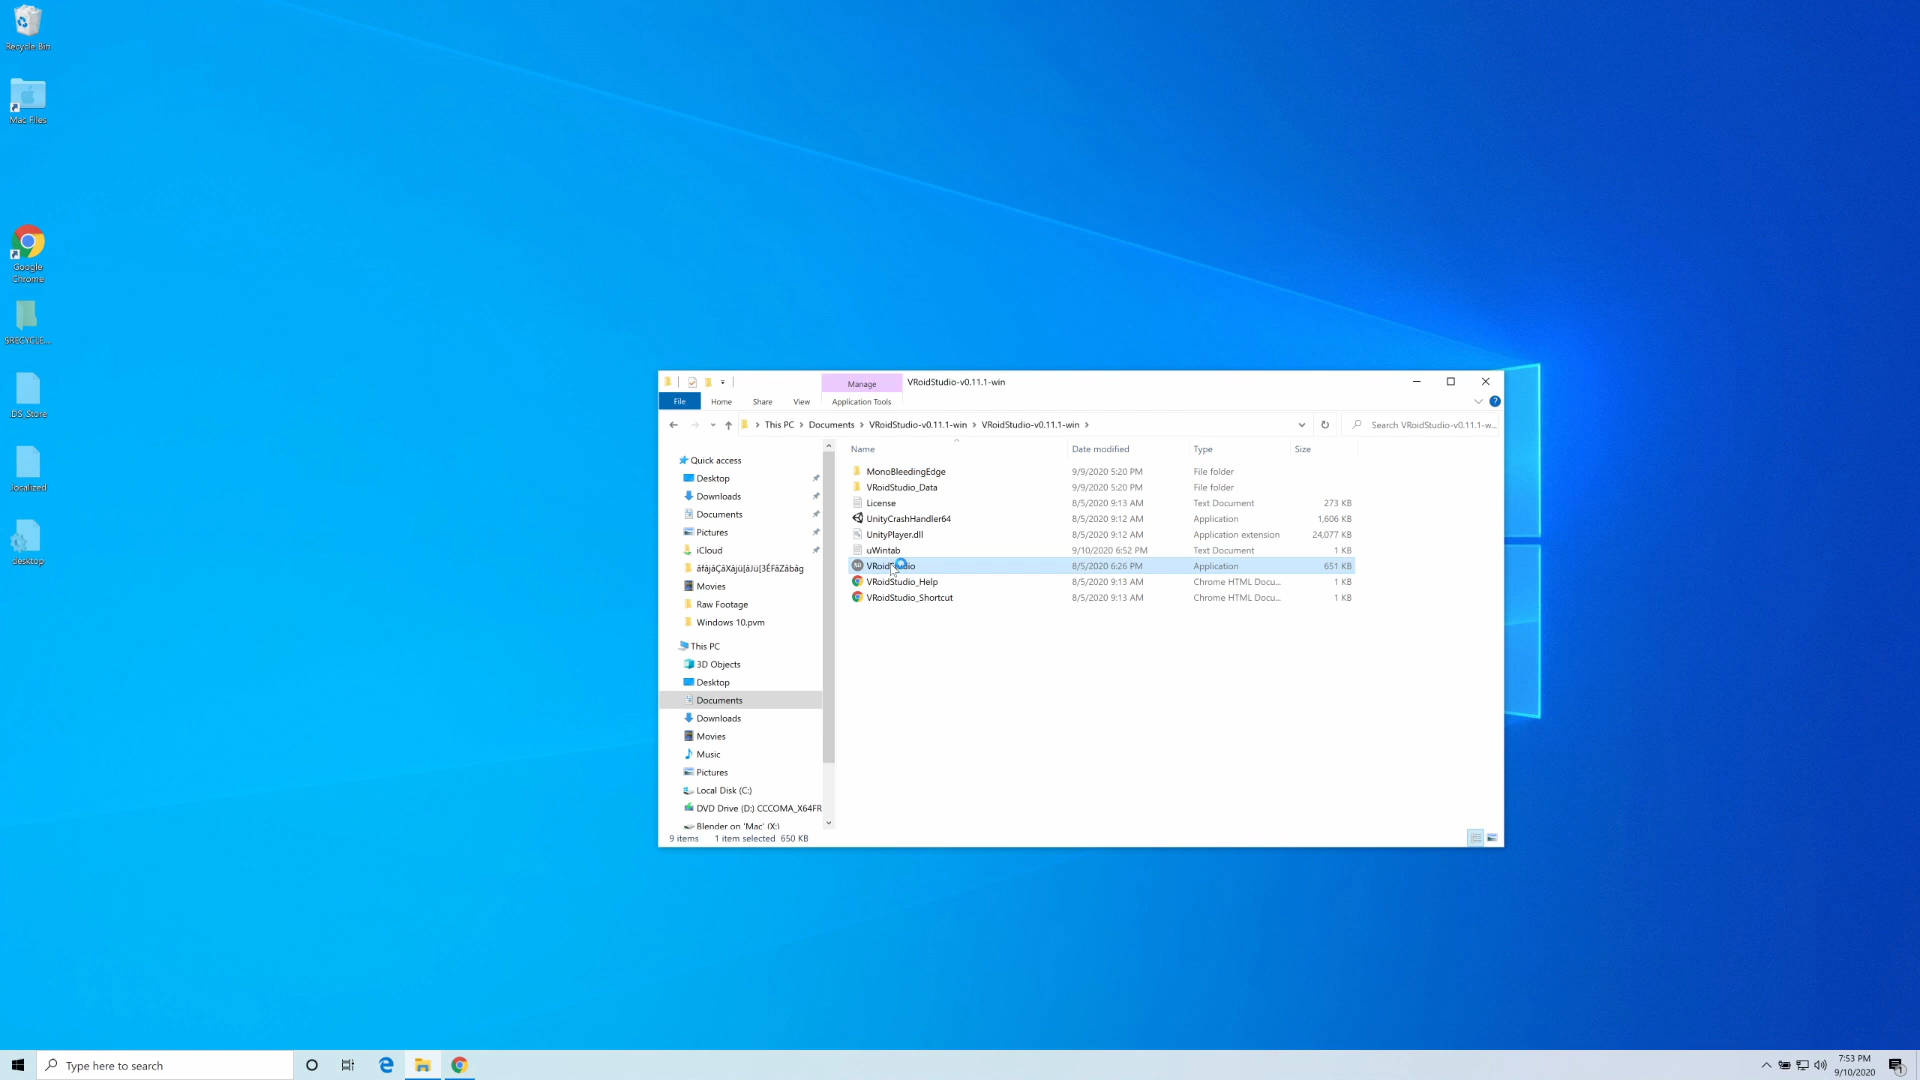 Recycle Bin
Mac Files
Google
Chrome
$RECYCLE...
.DS_Store
.localized
desktop
Manage
VRoidStudio-v0.11.1-win
File
Home
Share
View
Application Tools
This PC > Documents > VRoidStudio-v0.11.1-win > VRoidStudio-v0.11.1-win >
Search VRoidStudio-v0.11.1-w...
Quick access
Desktop
Downloads
Documents
Pictures
iCloud
Movies
Raw Footage
Windows 10.pvm
This PC
3D Objects
Desktop
Documents
Downloads
Movies
Music
Pictures
Local Disk (C:)
DVD Drive (D:) CCCOMA_X64FR
Blender on 'Mac' (X:)
Name Date modified Type Size
MonoBleedingEdge 9/9/2020 5:20 PM File folder
VRoidStudio_Data 9/9/2020 5:20 PM File folder
License 8/5/2020 9:13 AM Text Document 273 KB
UnityCrashHandler64 8/5/2020 9:12 AM Application 1,606 KB
UnityPlayer.dll 8/5/2020 9:12 AM Application extension 24,077 KB
uWintab 9/10/2020 6:52 PM Text Document 1 KB
VRoidStudio 8/5/2020 6:26 PM Application 651 KB
VRoidStudio_Help 8/5/2020 9:13 AM Chrome HTML Docu... 1 KB
VRoidStudio_Shortcut 8/5/2020 9:13 AM Chrome HTML Docu... 1 KB
9 items 1 item selected 650 KB
Type here to search
7:53 PM
9/10/2020